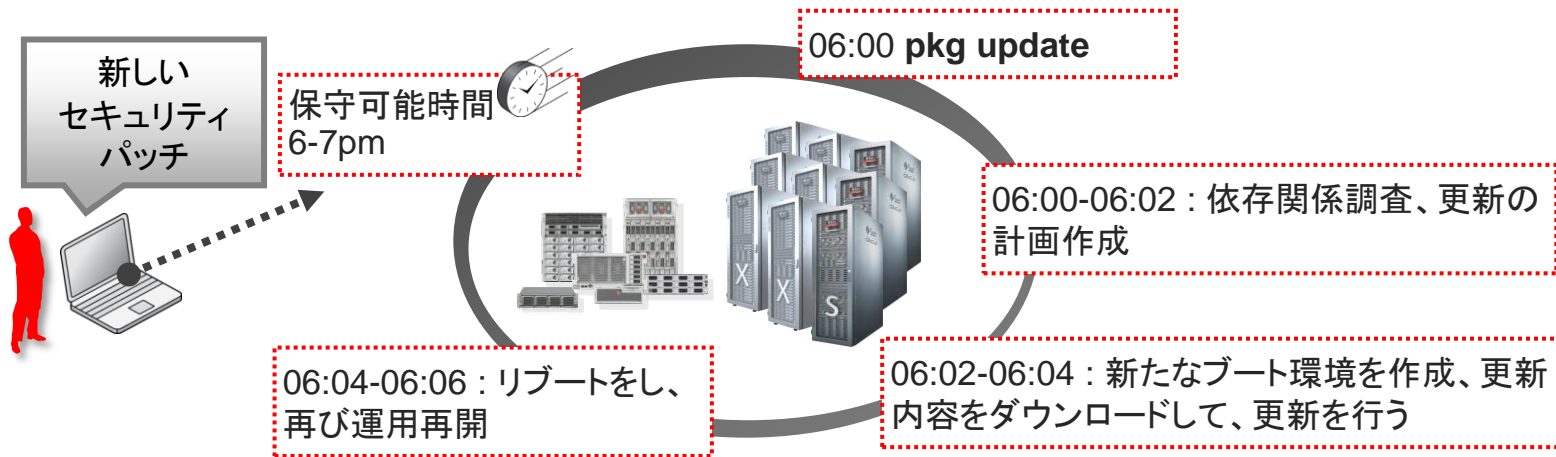 新しい
セキュリティ
パッチ
保守可能時間
6-7pm
06:00 pkg update
06:00-06:02 : 依存関係調査、更新の
計画作成
06:02-06:04 : 新たなブート環境を作成、更新
内容をダウンロードして、更新を行う
06:04-06:06 : リブートをし、
再び運用再開
X
X
S